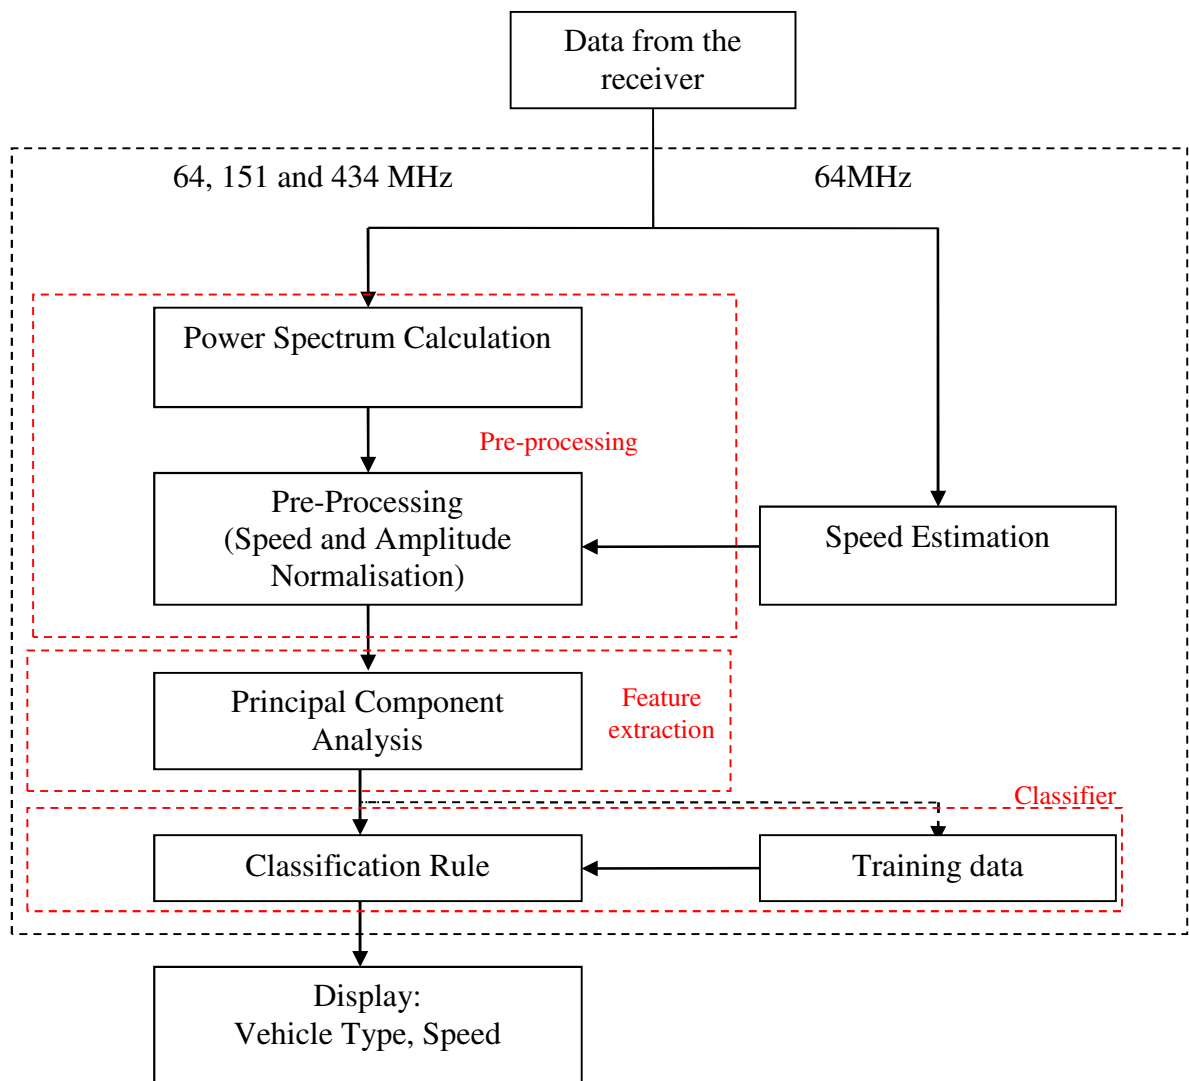 Data from the
receiver
64, 151 and 434 MHz
64MHz
Power Spectrum Calculation
Pre-processing
Pre-Processing
(Speed and Amplitude
Normalisation)
Speed Estimation
Principal Component
Analysis
Feature
extraction
Classifier
Classification Rule
Training data
Display:
Vehicle Type, Speed